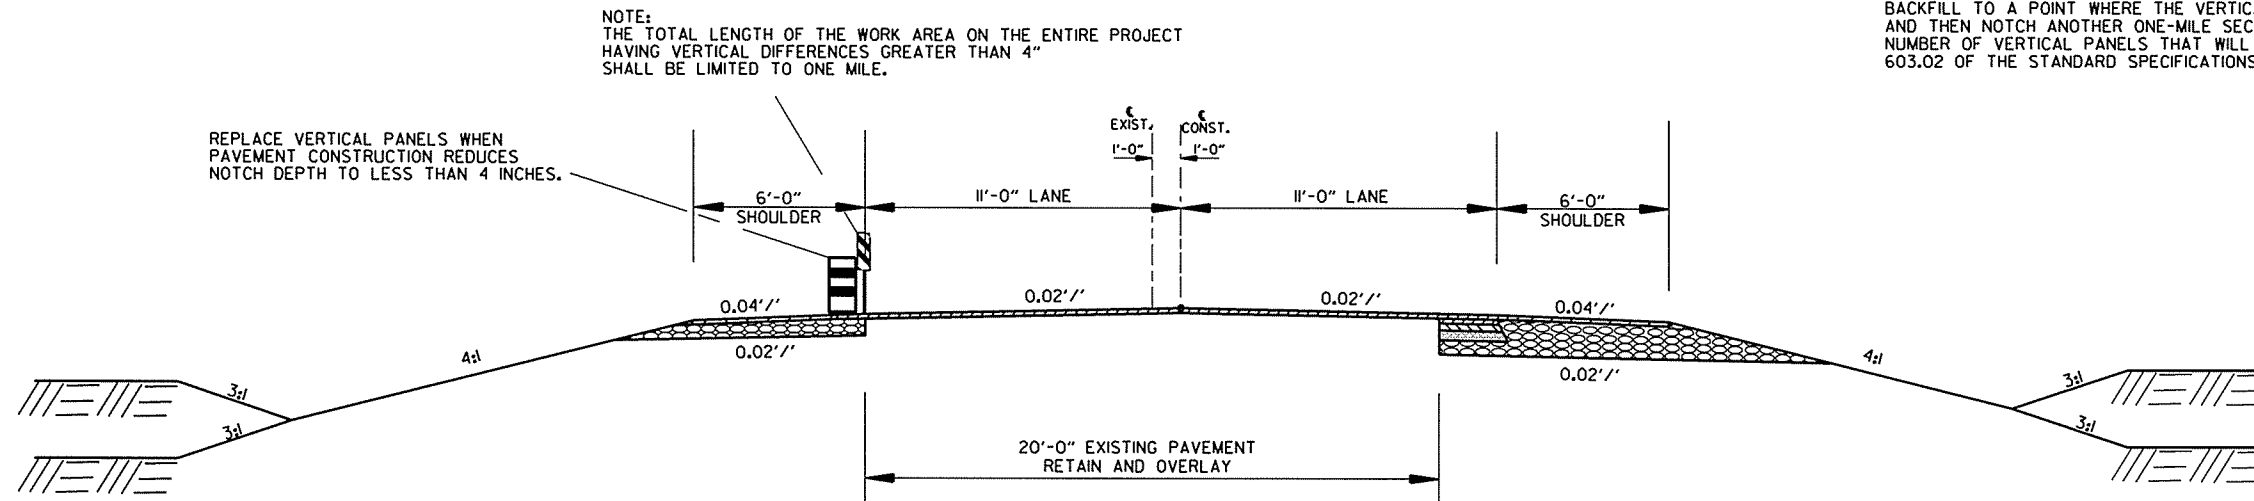 NOTE:
THE TOTAL LENGTH OF THE WORK AREA ON THE ENTIRE PROJECT
HAVING VERTICAL DIFFERENCES GREATER THAN 4"
SHALL BE LIMITED TO ONE MILE.
BACKFILL TO A POINT WHERE THE
AND THEN NOTCH ANOTHER ONE-MILE
NUMBER OF VERTICAL PANELS THAT WILL
603.02 OF THE STANDARD SPECIFICATIONS
REPLACE VERTICAL PANELS WHEN
PAVEMENT CONSTRUCTION REDUCES
NOTCH DEPTH TO LESS THAN 4 INCHES.
℄ ℄
EXIST. CONST.
1'-0" 1'-0"
6'-0" 11'-0" LANE 11'-0" LANE 6'-0"
SHOULDER SHOULDER
0.04'/' 0.02'/' 0.02'/' 0.04'/'
0.02'/' 0.02'/'
4:1 4:1
3:1 3:1
3:1 3:1
20'-0" EXISTING PAVEMENT
RETAIN AND OVERLAY